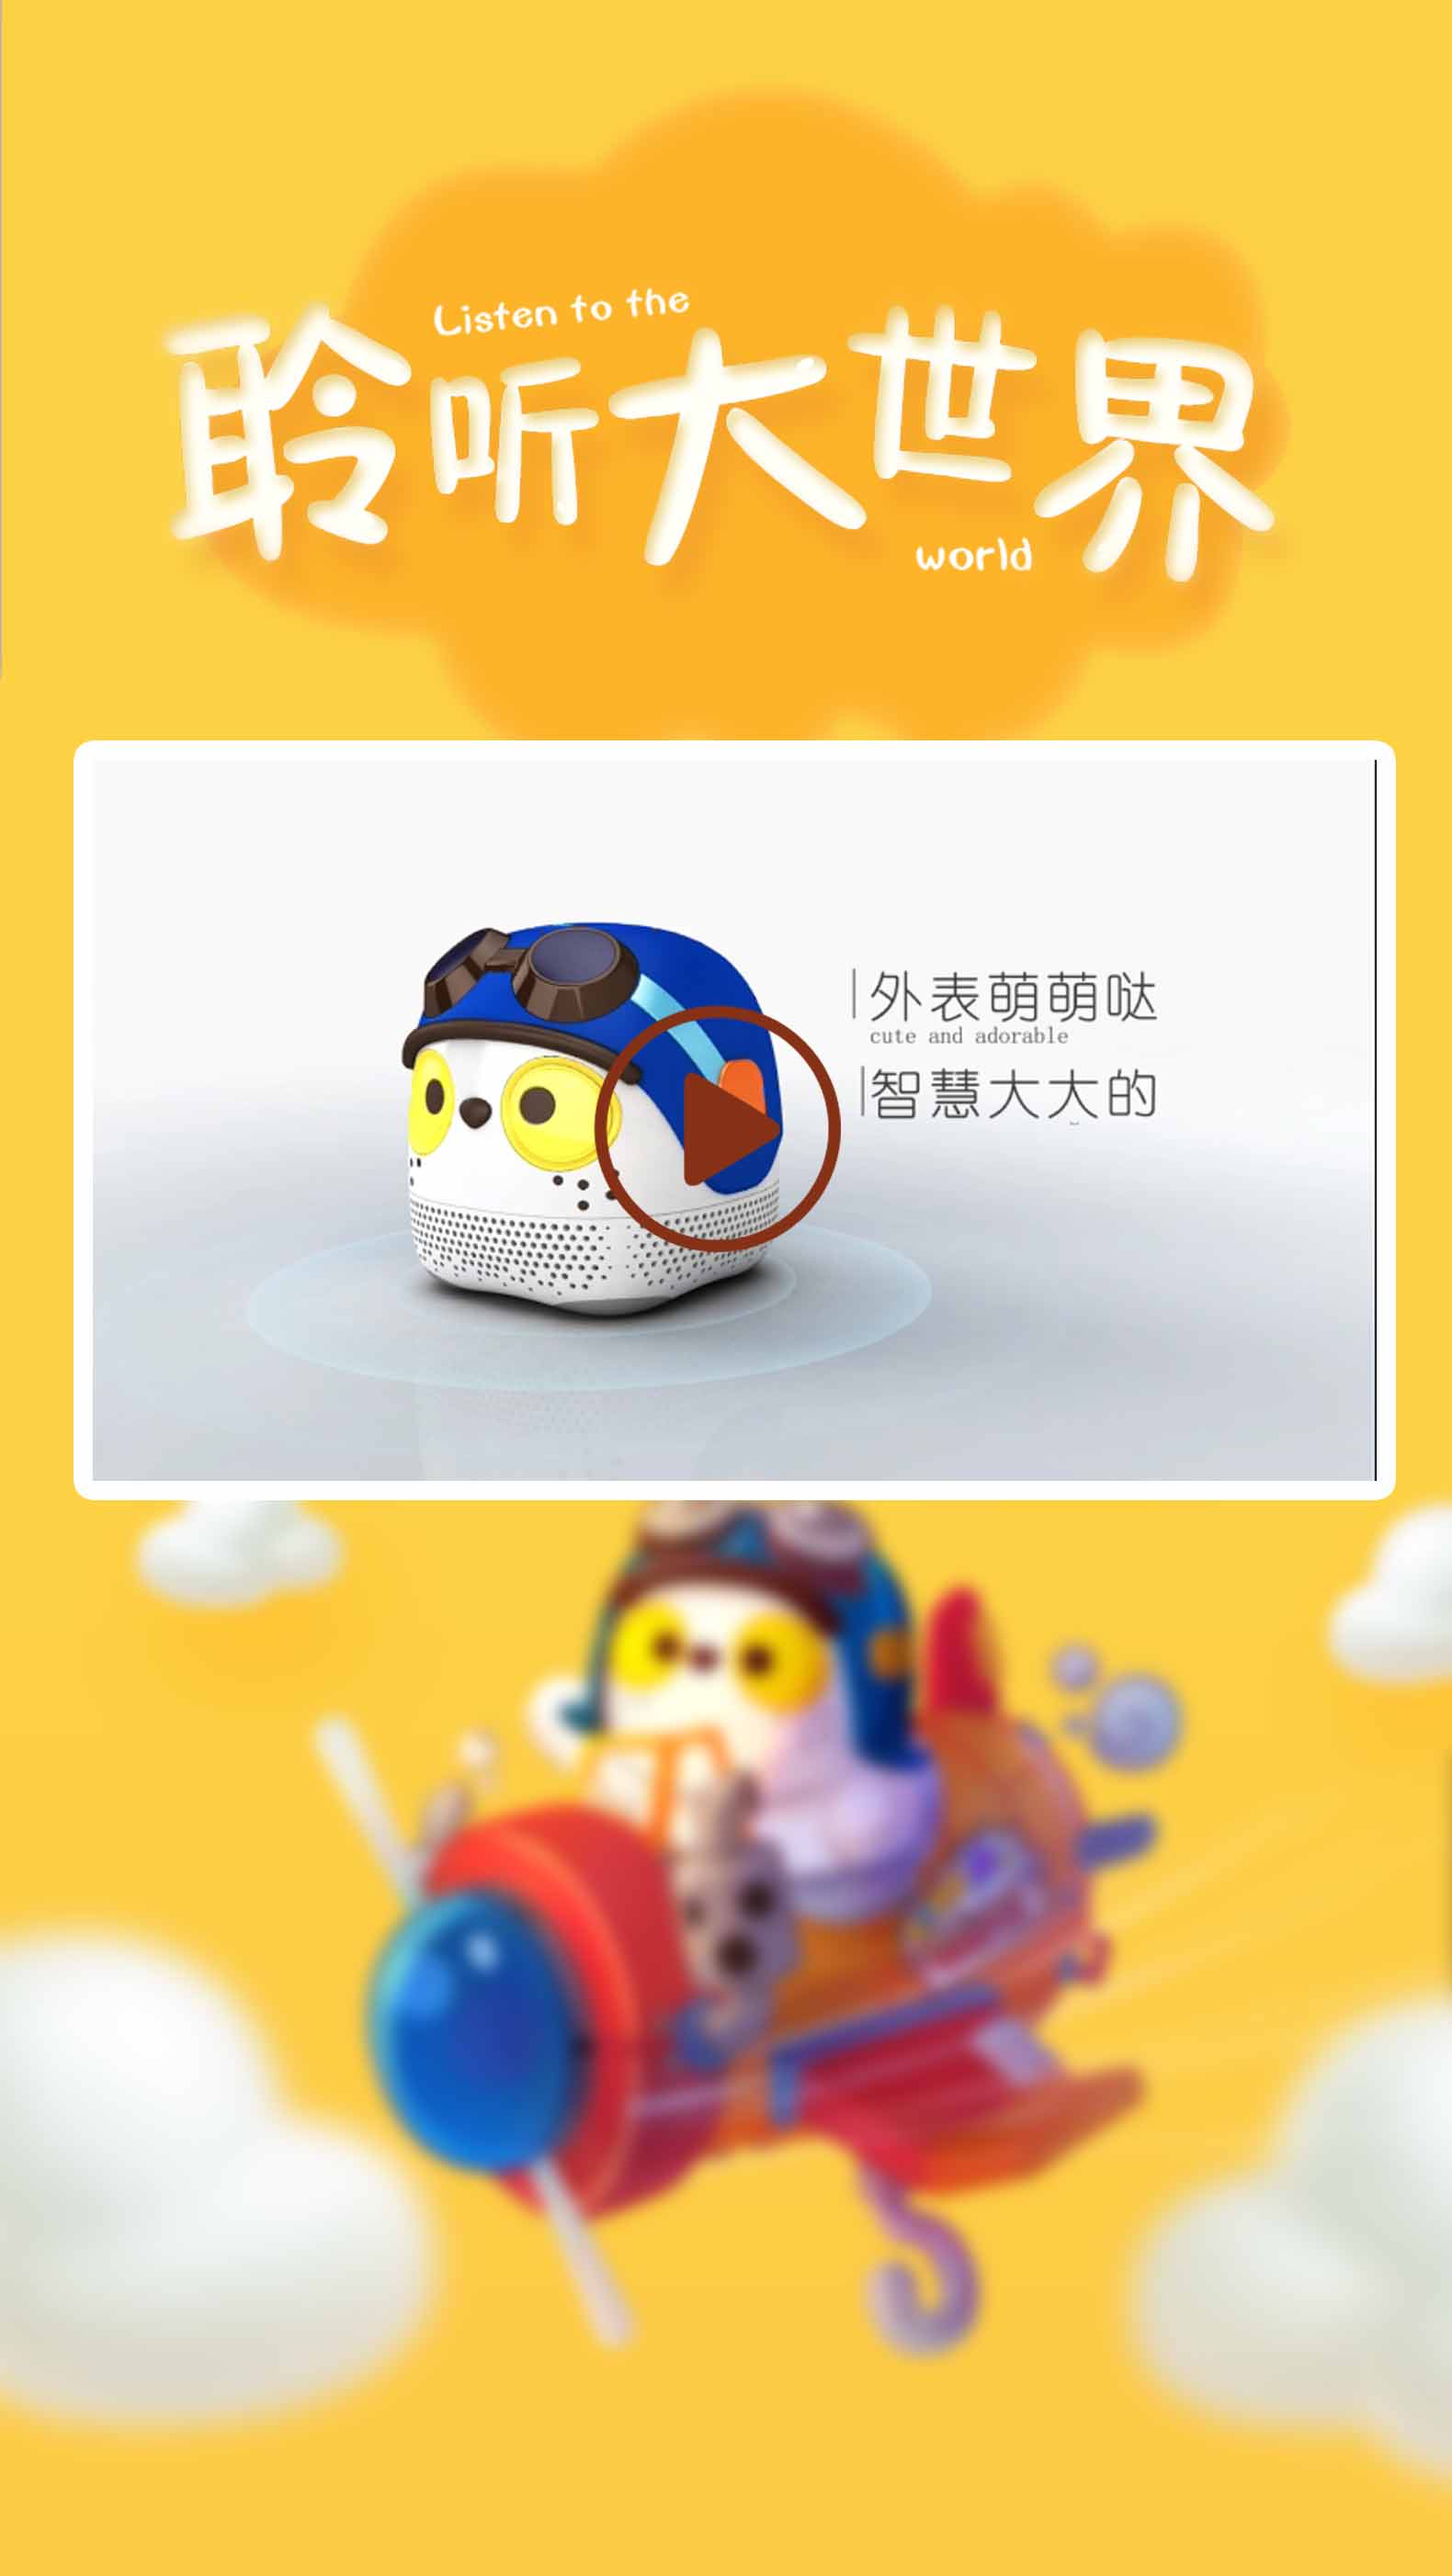 Listen to the
聆听大世界
world
外表萌萌哒
cute and adorable
智慧大大的